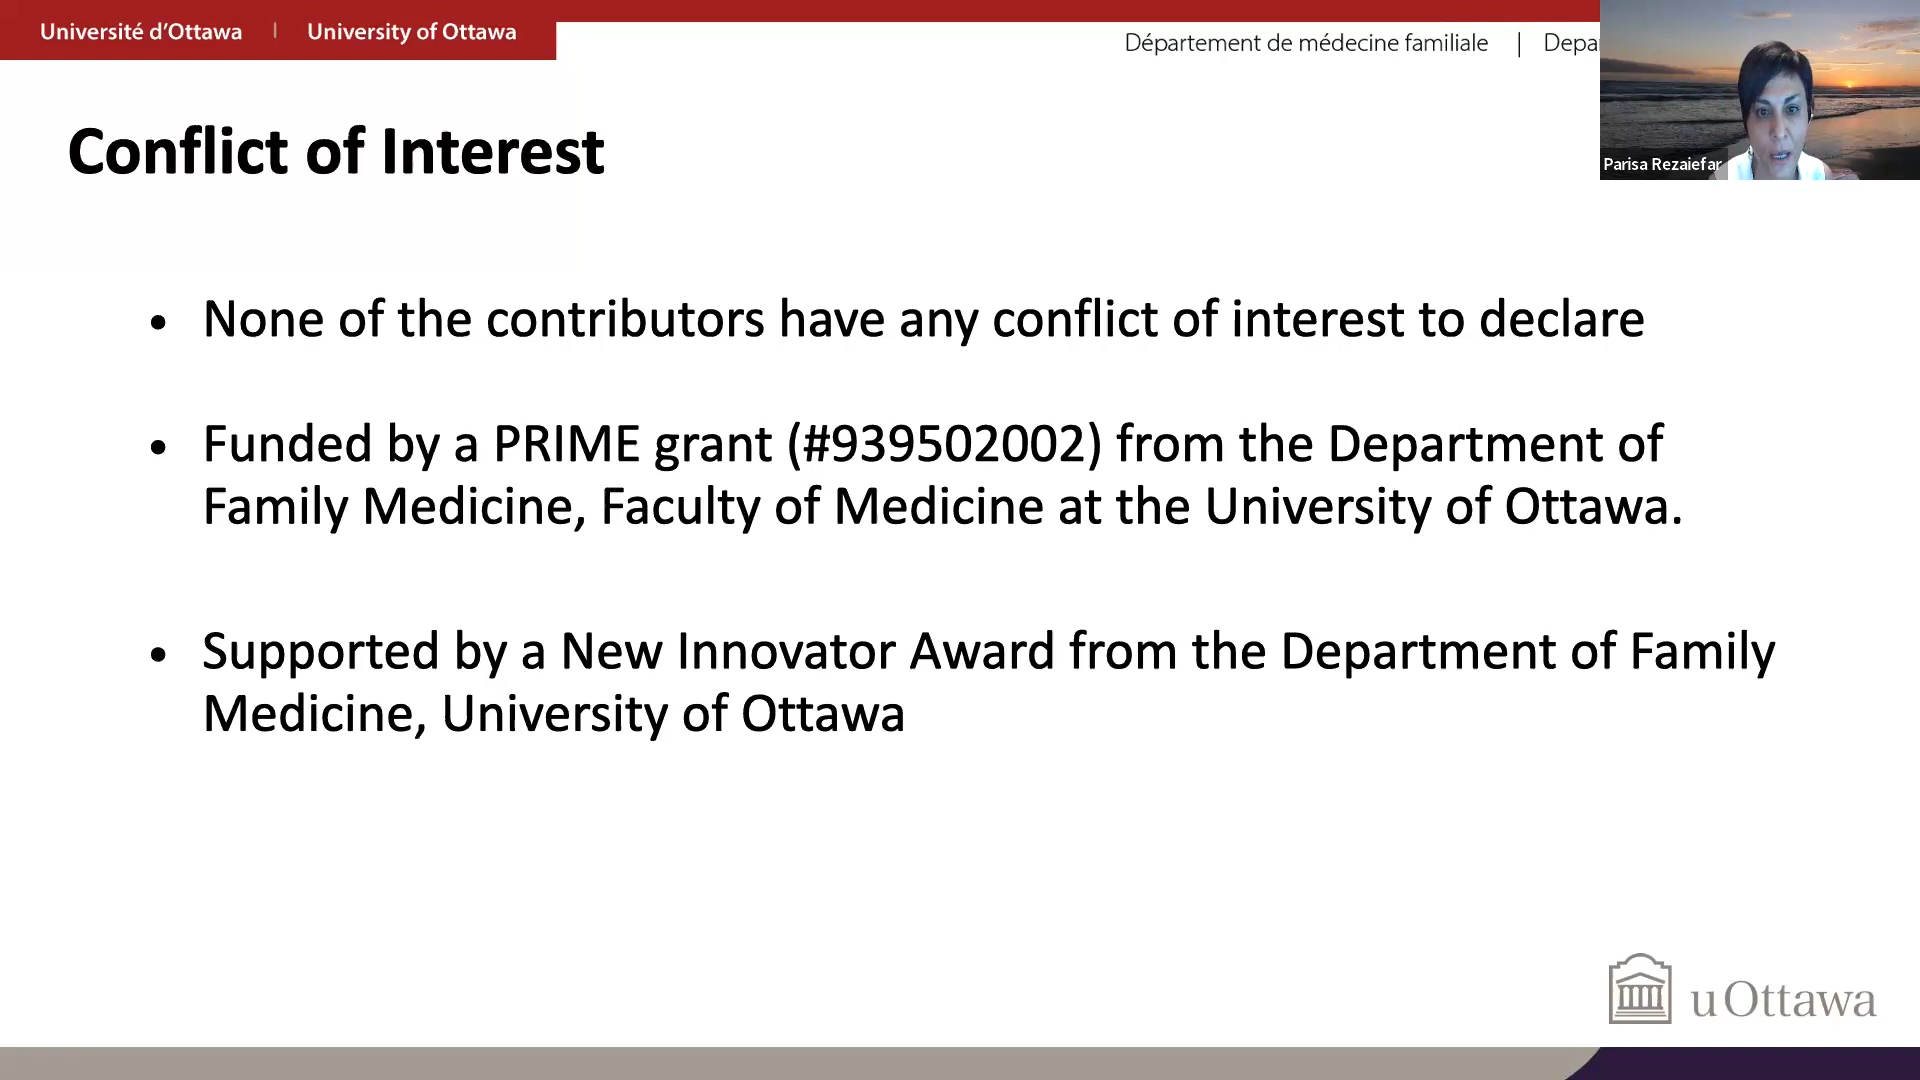 Université d'Ottawa | University of Ottawa
Département de médecine familiale |
Parisa Rezaiefar
Conflict of Interest
• None of the contributors have any conflict of interest to declare
• Funded by a PRIME grant (#939502002) from the Department of
Family Medicine, Faculty of Medicine at the University of Ottawa.
• Supported by a New Innovator Award from the Department of Family
Medicine, University of Ottawa
uOttawa